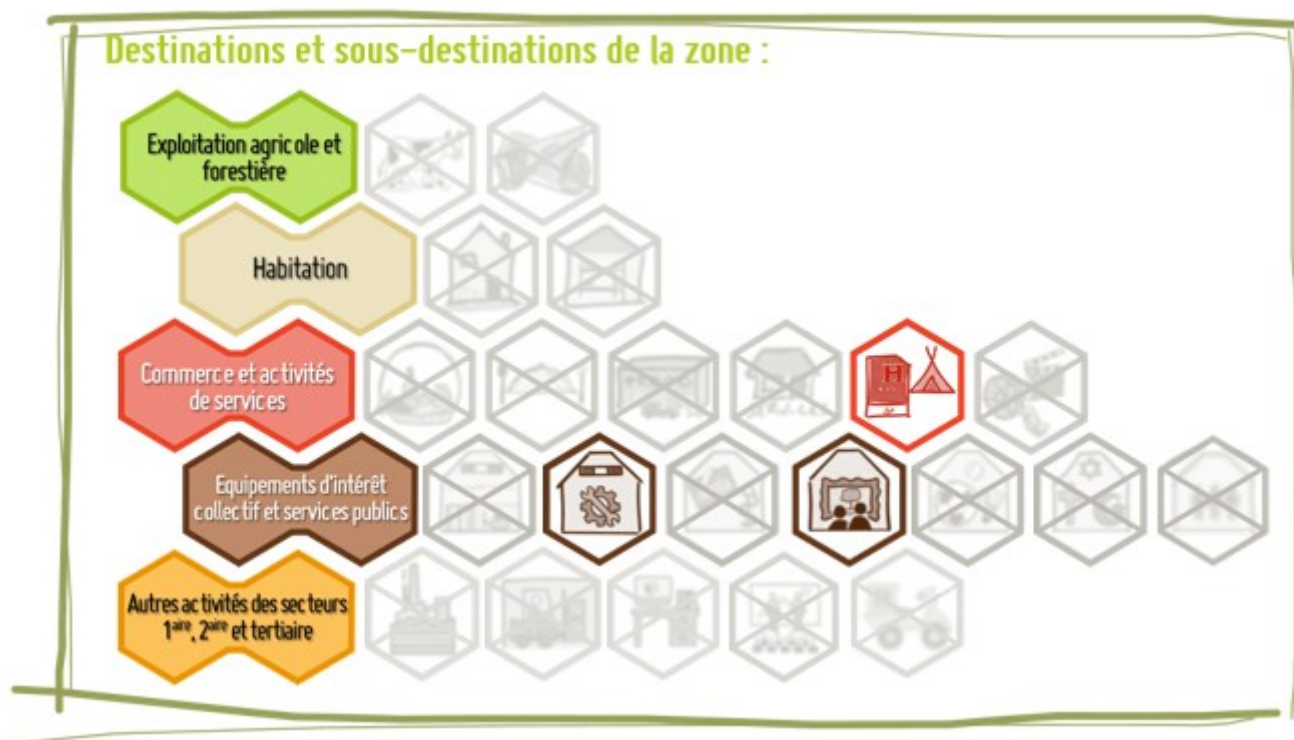 Destinations et sous-destinations de la zone :
Exploitation agricole et
forestière
Habitation
Commerce et activités
de services
H
Equipements d'intérêt
collectif et services publics
Autres activités des secteurs
1aire, 2aire et tertiaire